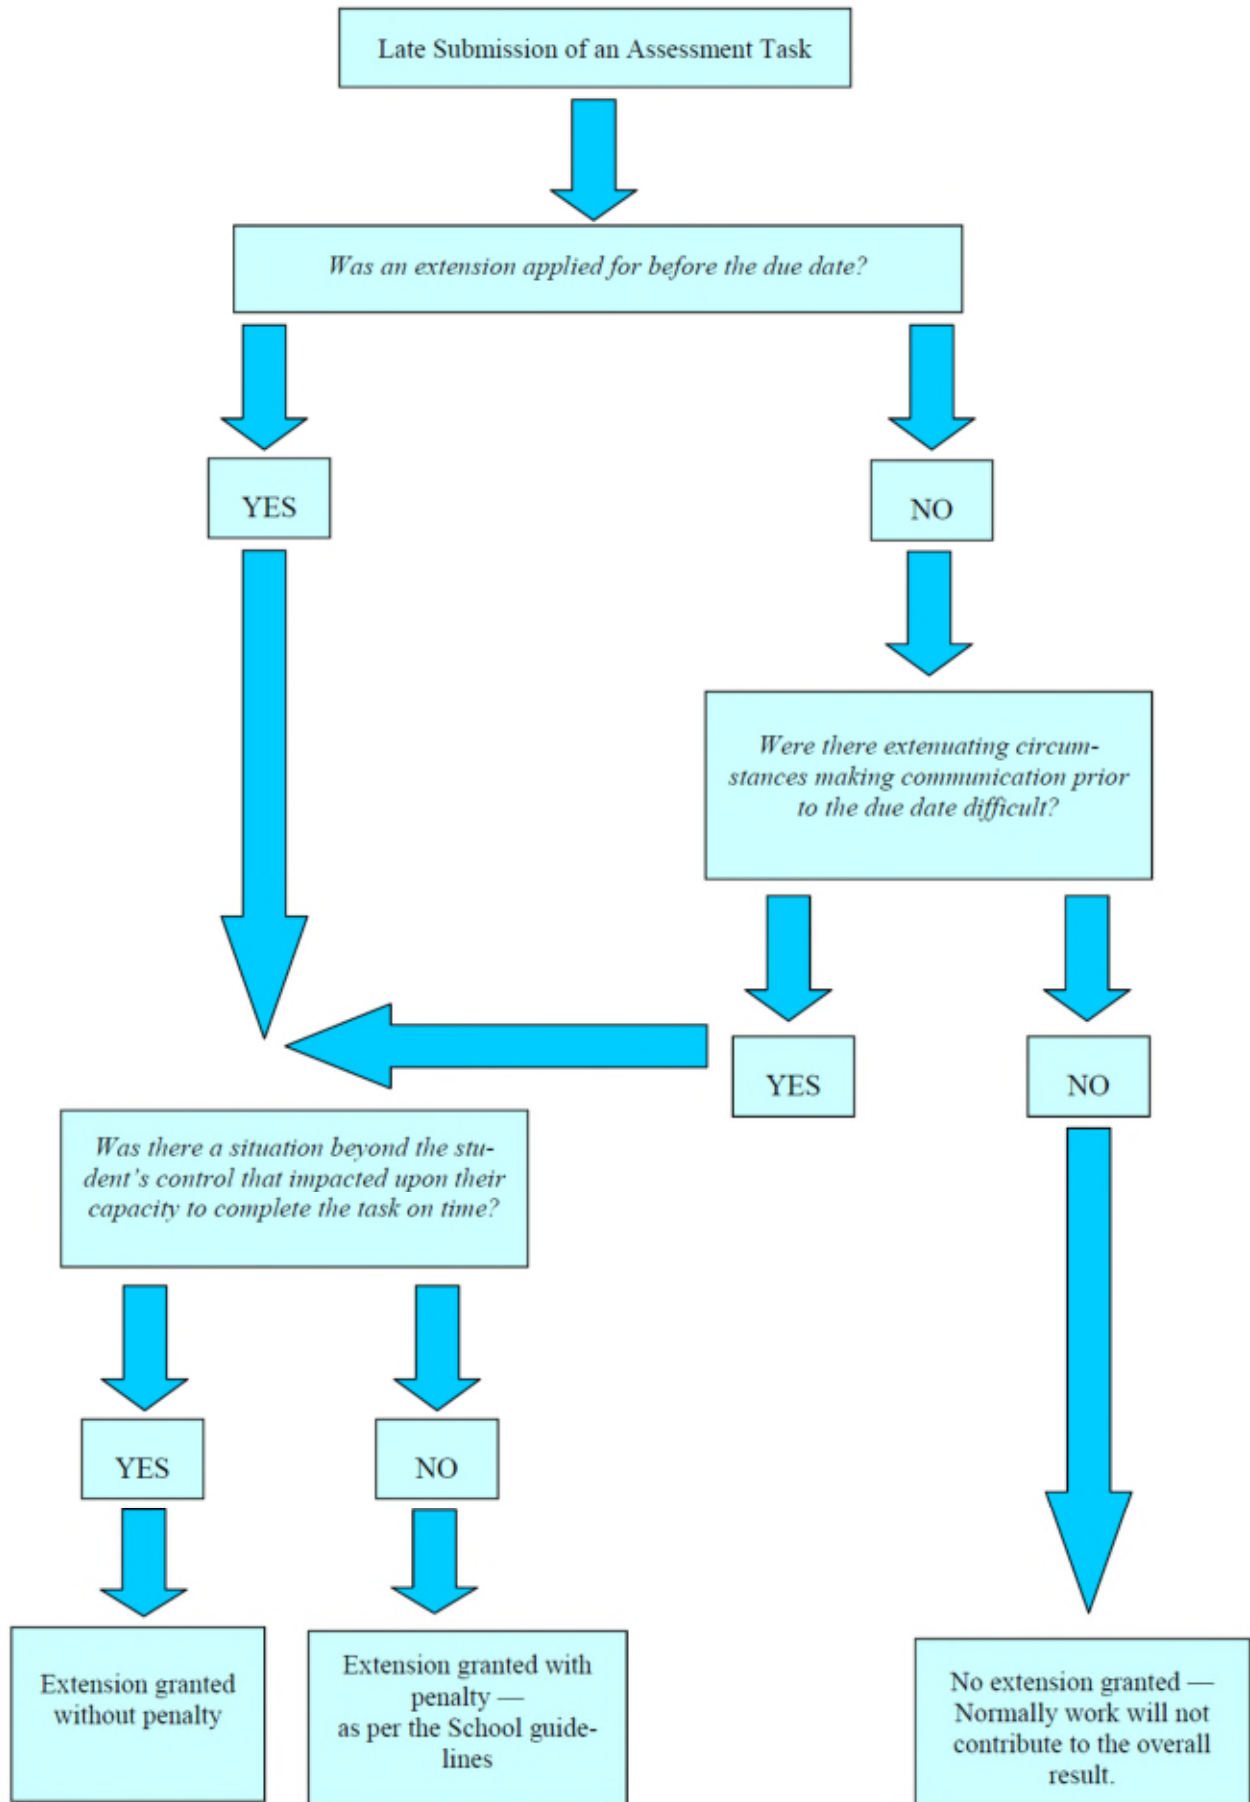 Late Submission of an Assessment Task
Was an extension applied for before the due date?
YES
NO
Were there extenuating circum-
stances making communication prior
to the due date difficult?
YES
NO
Was there a situation beyond the stu-
dent's control that impacted upon their
capacity to complete the task on time?
YES
NO
Extension granted
without penalty
Extension granted with
penalty —
as per the School guide-
lines
No extension granted —
Normally work will not
contribute to the overall
result.